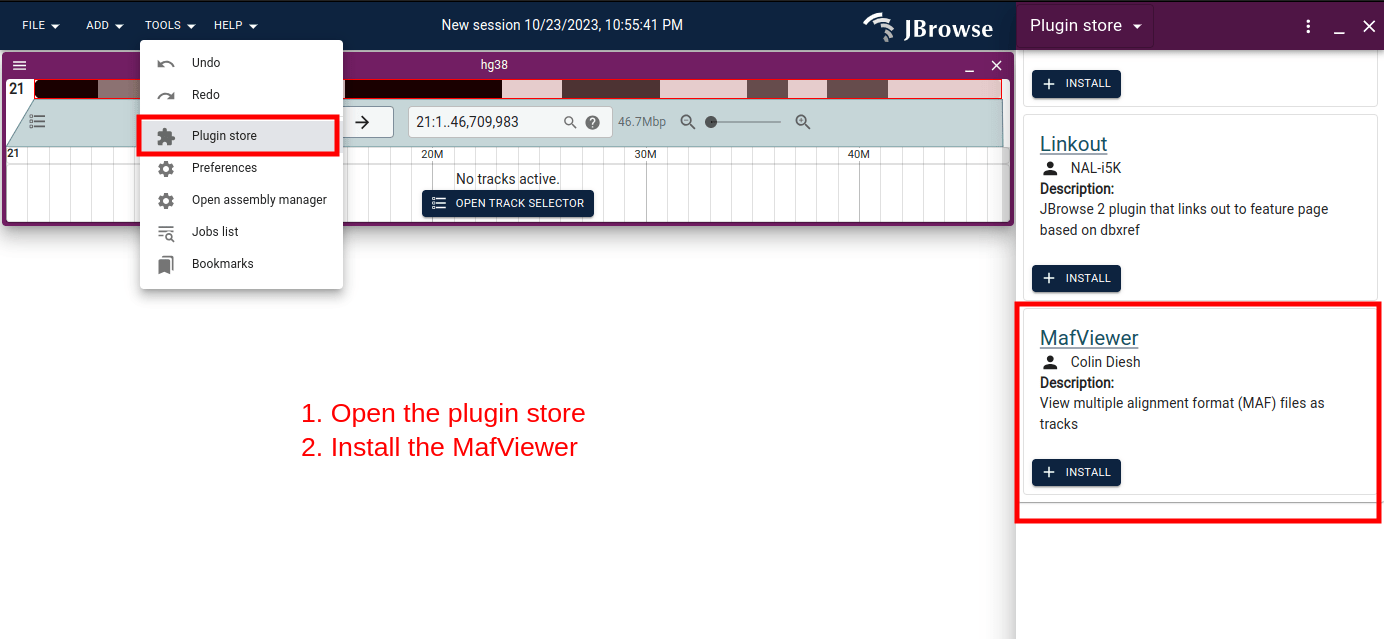 FILE ADD TOOLS HELP
New session 10/23/2023, 10:55:41 PM
JBrowse
hg38
21
Undo
Redo
Plugin store
Preferences
Open assembly manager
Jobs list
Bookmarks
21:1..46,709,983
46.7Mbp
21
20M 30M 40M
No tracks active.
OPEN TRACK SELECTOR
1. Open the plugin store
2. Install the MafViewer
Plugin store
INSTALL
Linkout
NAL-i5K
Description:
JBrowse 2 plugin that links out to feature page
based on dbxref
INSTALL
MafViewer
Colin Diesh
Description:
View multiple alignment format (MAF) files as
tracks
INSTALL